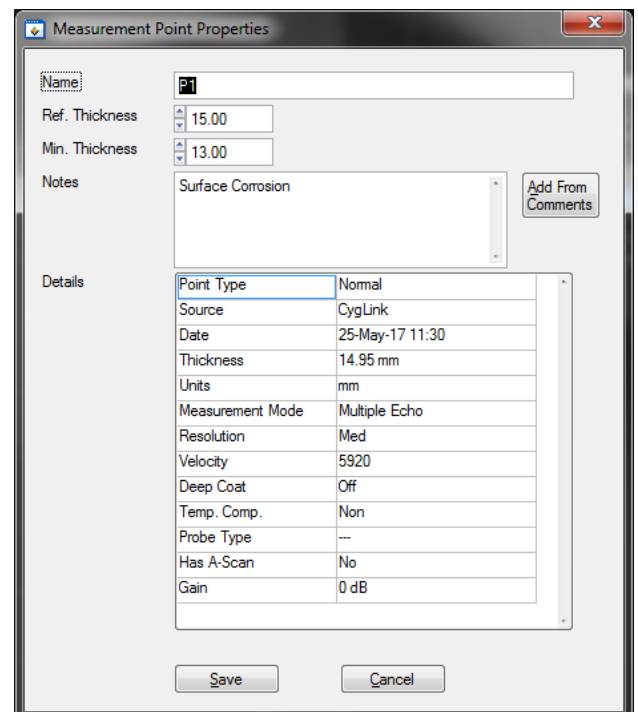 Measurement Point Properties
Name P1
Ref. Thickness 15.00
Min. Thickness 13.00
Notes Surface Corrosion Add From
Comments
Details Point Type Normal
Source CygLink
Date 25-May-17 11:30
Thickness 14.95 mm
Units mm
Measurement Mode Multiple Echo
Resolution Med
Velocity 5920
Deep Coat Off
Temp. Comp. Non
Probe Type ---
Has A-Scan No
Gain 0 dB
Save Cancel